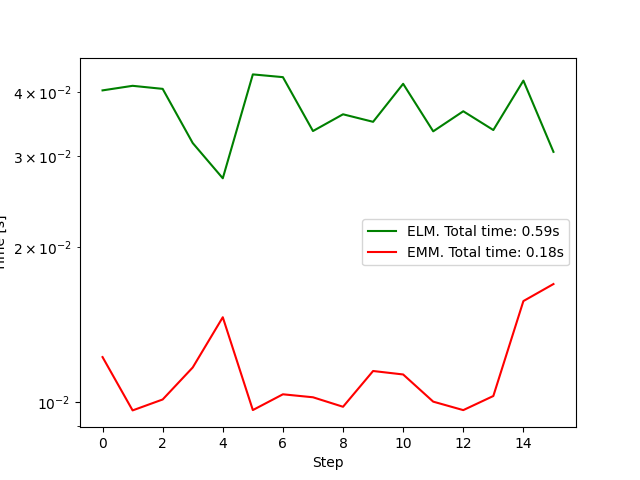 4 × 10⁻²
3 × 10⁻²
2 × 10⁻²
10⁻²
ELM. Total time: 0.59s
EMM. Total time: 0.18s
0 2 4 6 8 10 12 14
Step